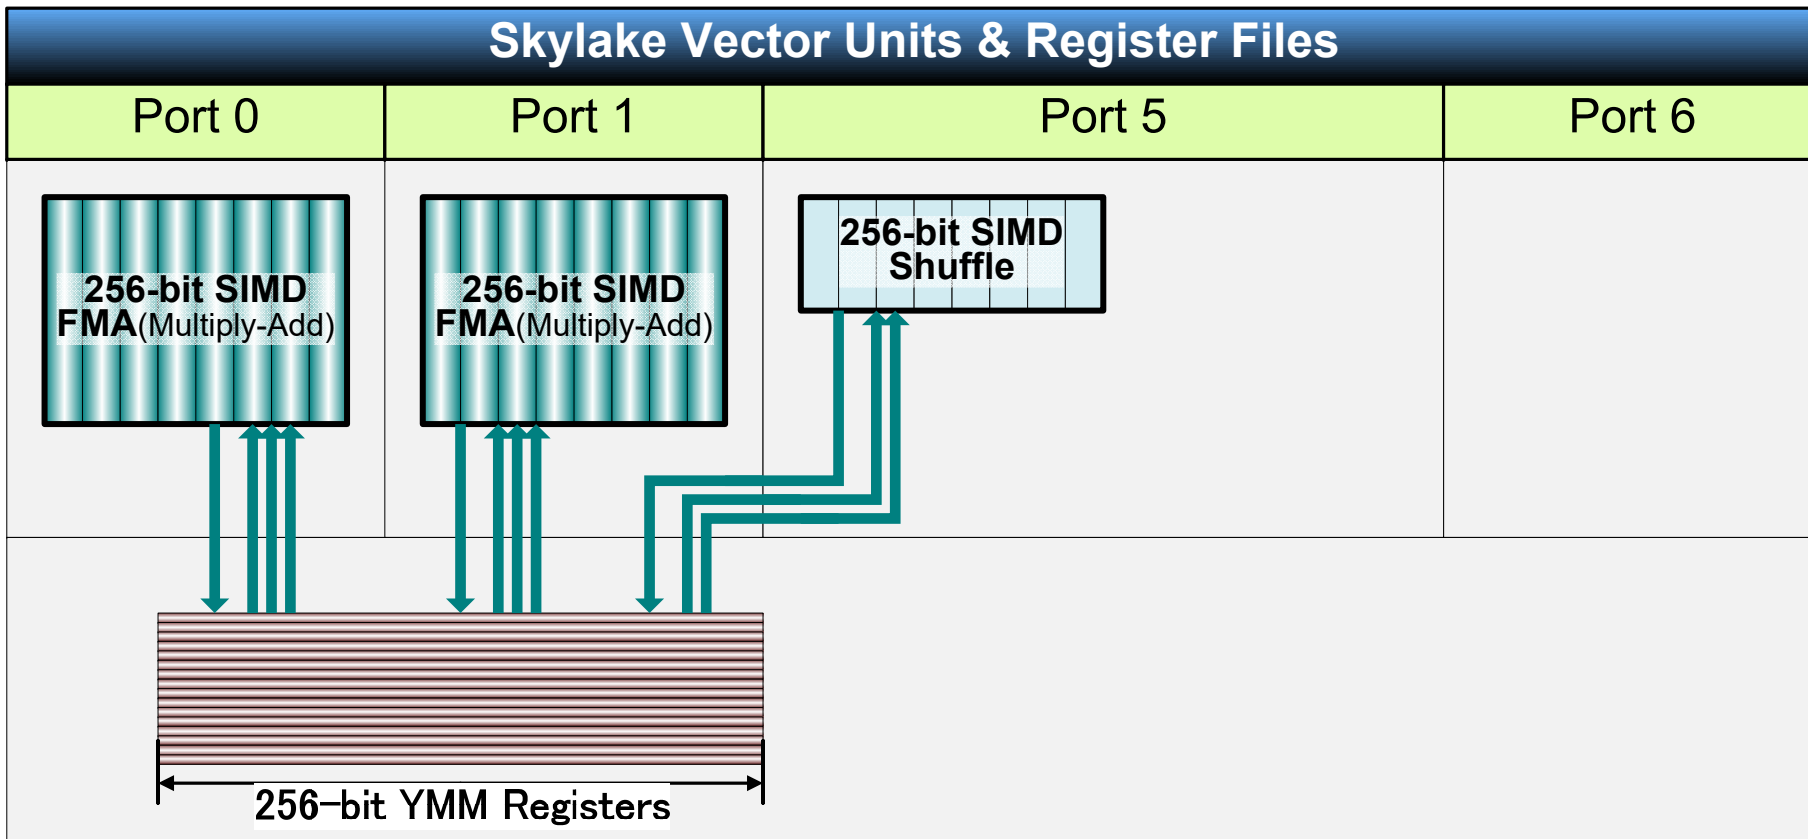 Skylake Vector Units & Register Files
Port 0
Port 1
Port 5
Port 6
256-bit SIMD
FMA(Multiply-Add)
256-bit SIMD
FMA(Multiply-Add)
256-bit SIMD
Shuffle
256-bit YMM Registers